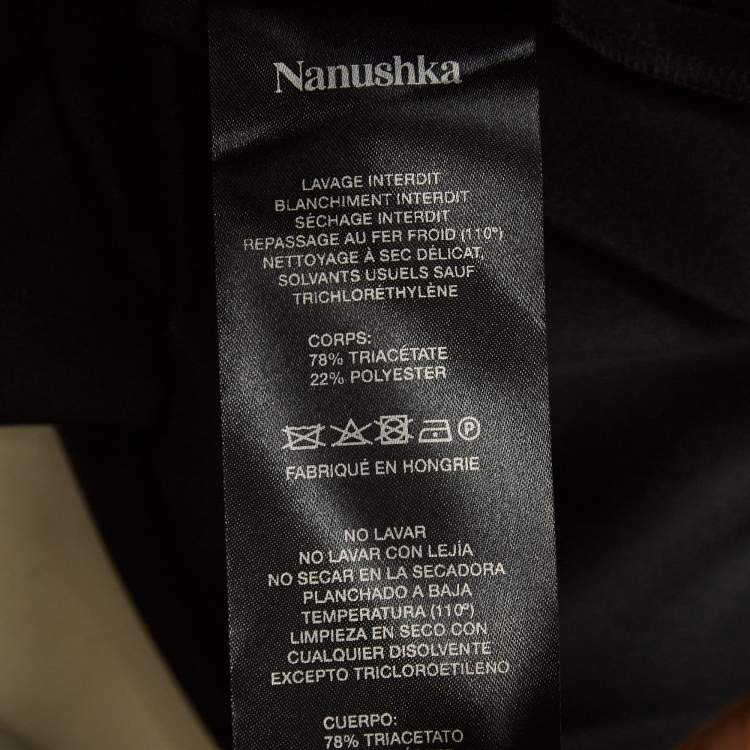 Nanushka
LAVAGE INTERDIT
BLANCHIMENT INTERDIT
SÉCHAGE INTERDIT
REPASSAGE AU FER FROID (110º)
NETTOYAGE À SEC DÉLICAT,
SOLVANTS USUELS SAUF
TRICHLORÉTHYLÈNE
CORPS:
78% TRIACÉTATE
22% POLYESTER
P
FABRIQUÉ EN HONGRIE
NO LAVAR
NO LAVAR CON LEJÍA
NO SECAR EN LA SECADORA
PLANCHADO A BAJA
TEMPERATURA (110º)
LIMPIEZA EN SECO CON
CUALQUIER DISOLVENTE
EXCEPTO TRICLOROETILENO
CUERPO:
78% TRIACETATO